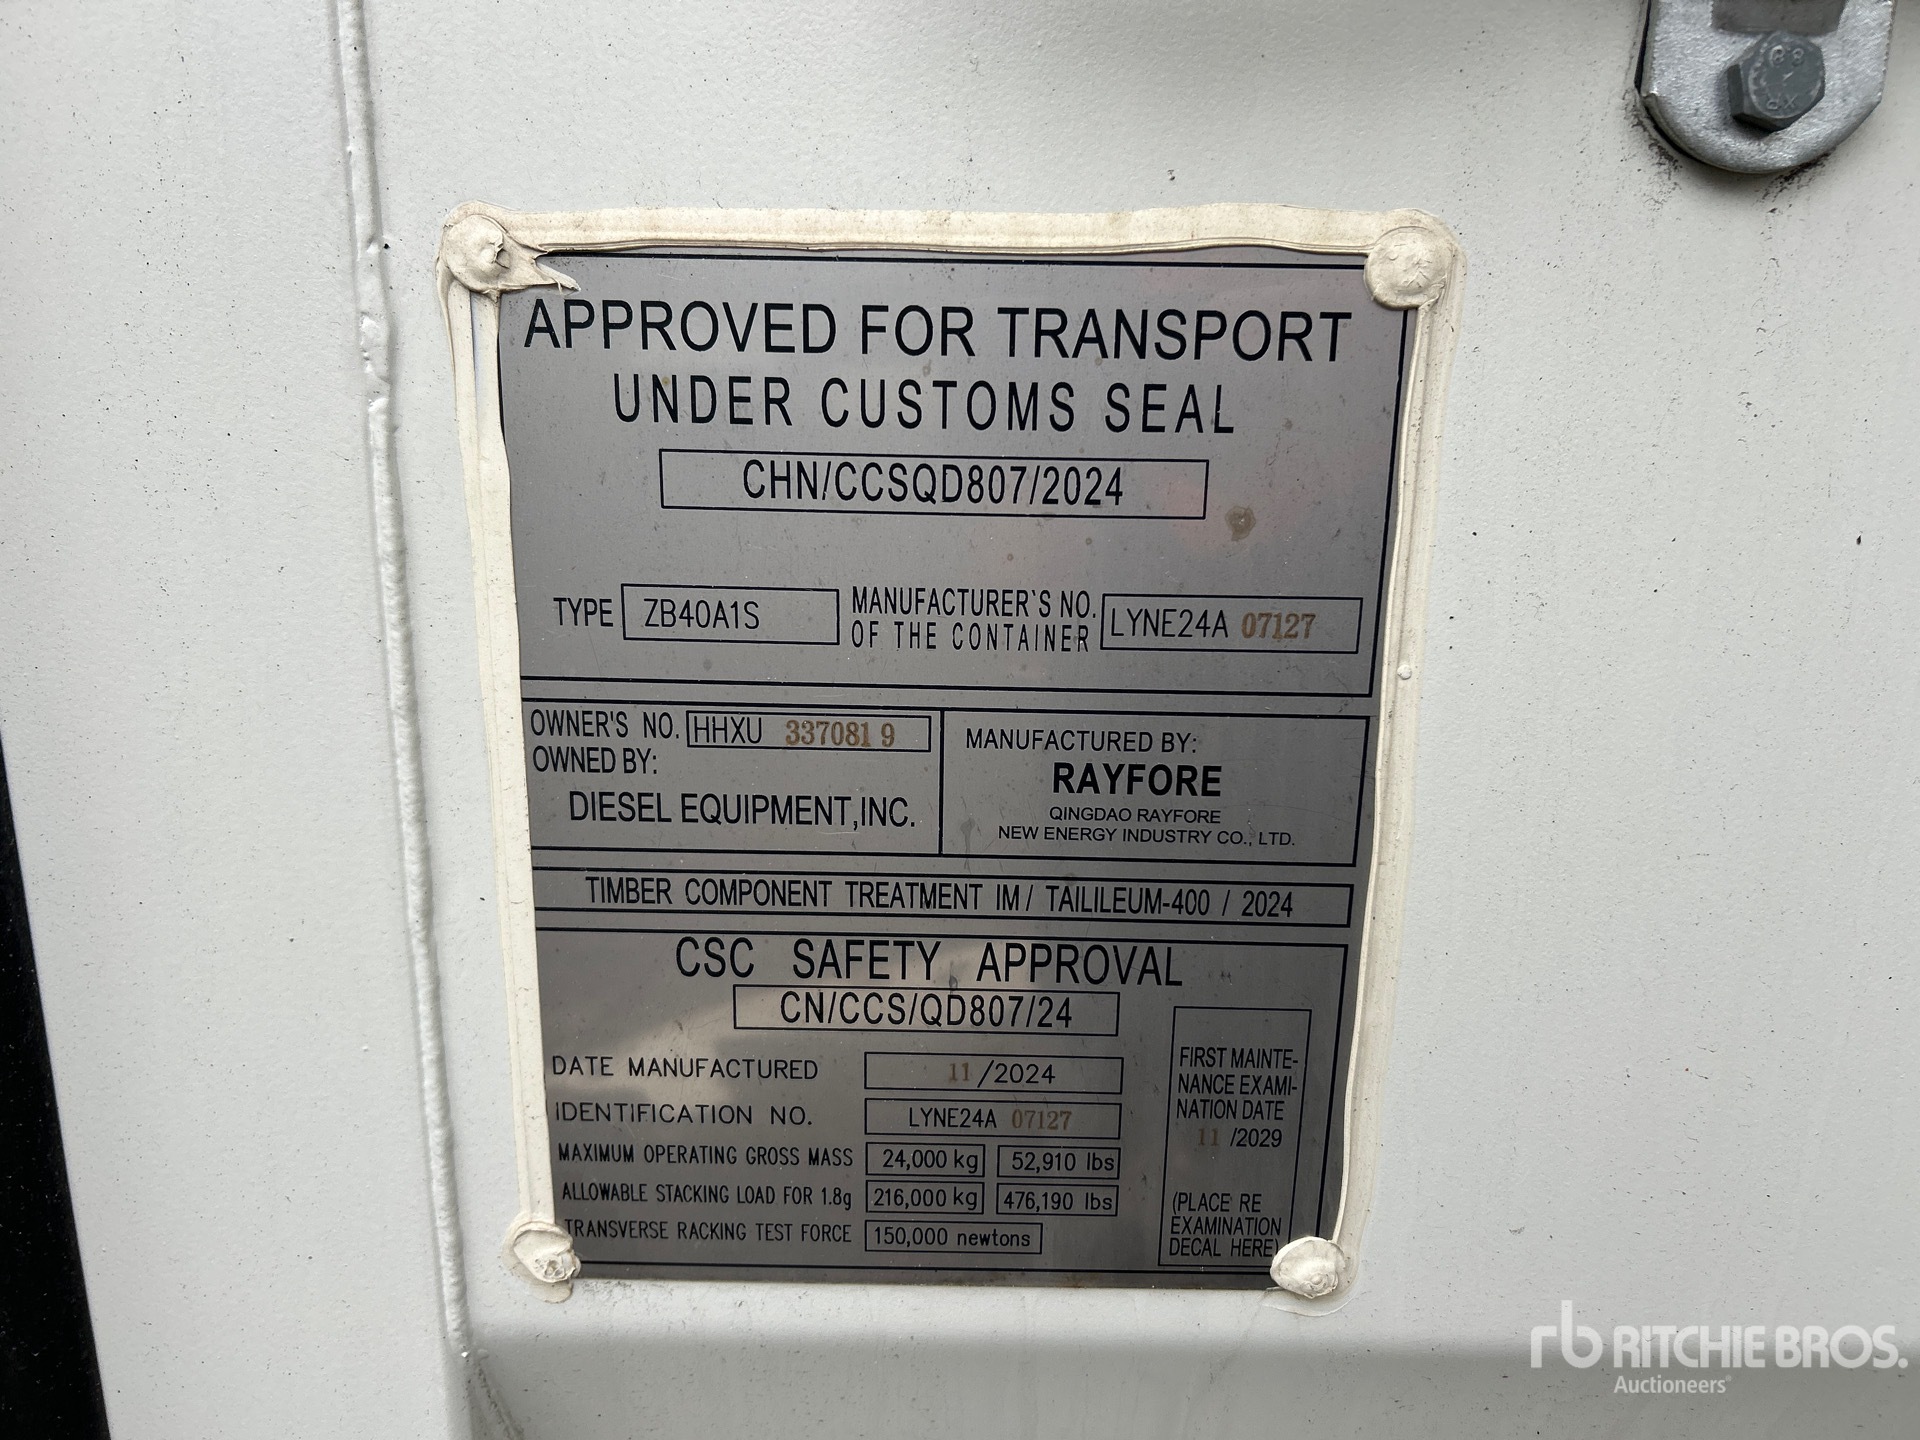 8.8
XP
APPROVED FOR TRANSPORT
UNDER CUSTOMS SEAL
CHN/CCSQD807/2024
TYPE ZB40A1S
MANUFACTURER'S NO.
OF THE CONTAINER
LYNE24A 07127
OWNER'S NO. HHXU 337081 9
OWNED BY:
DIESEL EQUIPMENT,INC.
MANUFACTURED BY:
RAYFORE
QINGDAO RAYFORE
NEW ENERGY INDUSTRY CO., LTD.
TIMBER COMPONENT TREATMENT IM / TAILILEUM-400 / 2024
CSC SAFETY APPROVAL
CN/CCS/QD807/24
DATE MANUFACTURED 11 /2024
IDENTIFICATION NO. LYNE24A 07127
MAXIMUM OPERATING GROSS MASS 24,000 kg 52,910 lbs
ALLOWABLE STACKING LOAD FOR 1.8g 216,000 kg 476,190 lbs
TRANSVERSE RACKING TEST FORCE 150,000 newtons
FIRST MAINTE-
NANCE EXAMI-
NATION DATE
11 /2029
(PLACE RE
EXAMINATION
DECAL HERE)
rb RITCHIE BROS.
Auctioneers